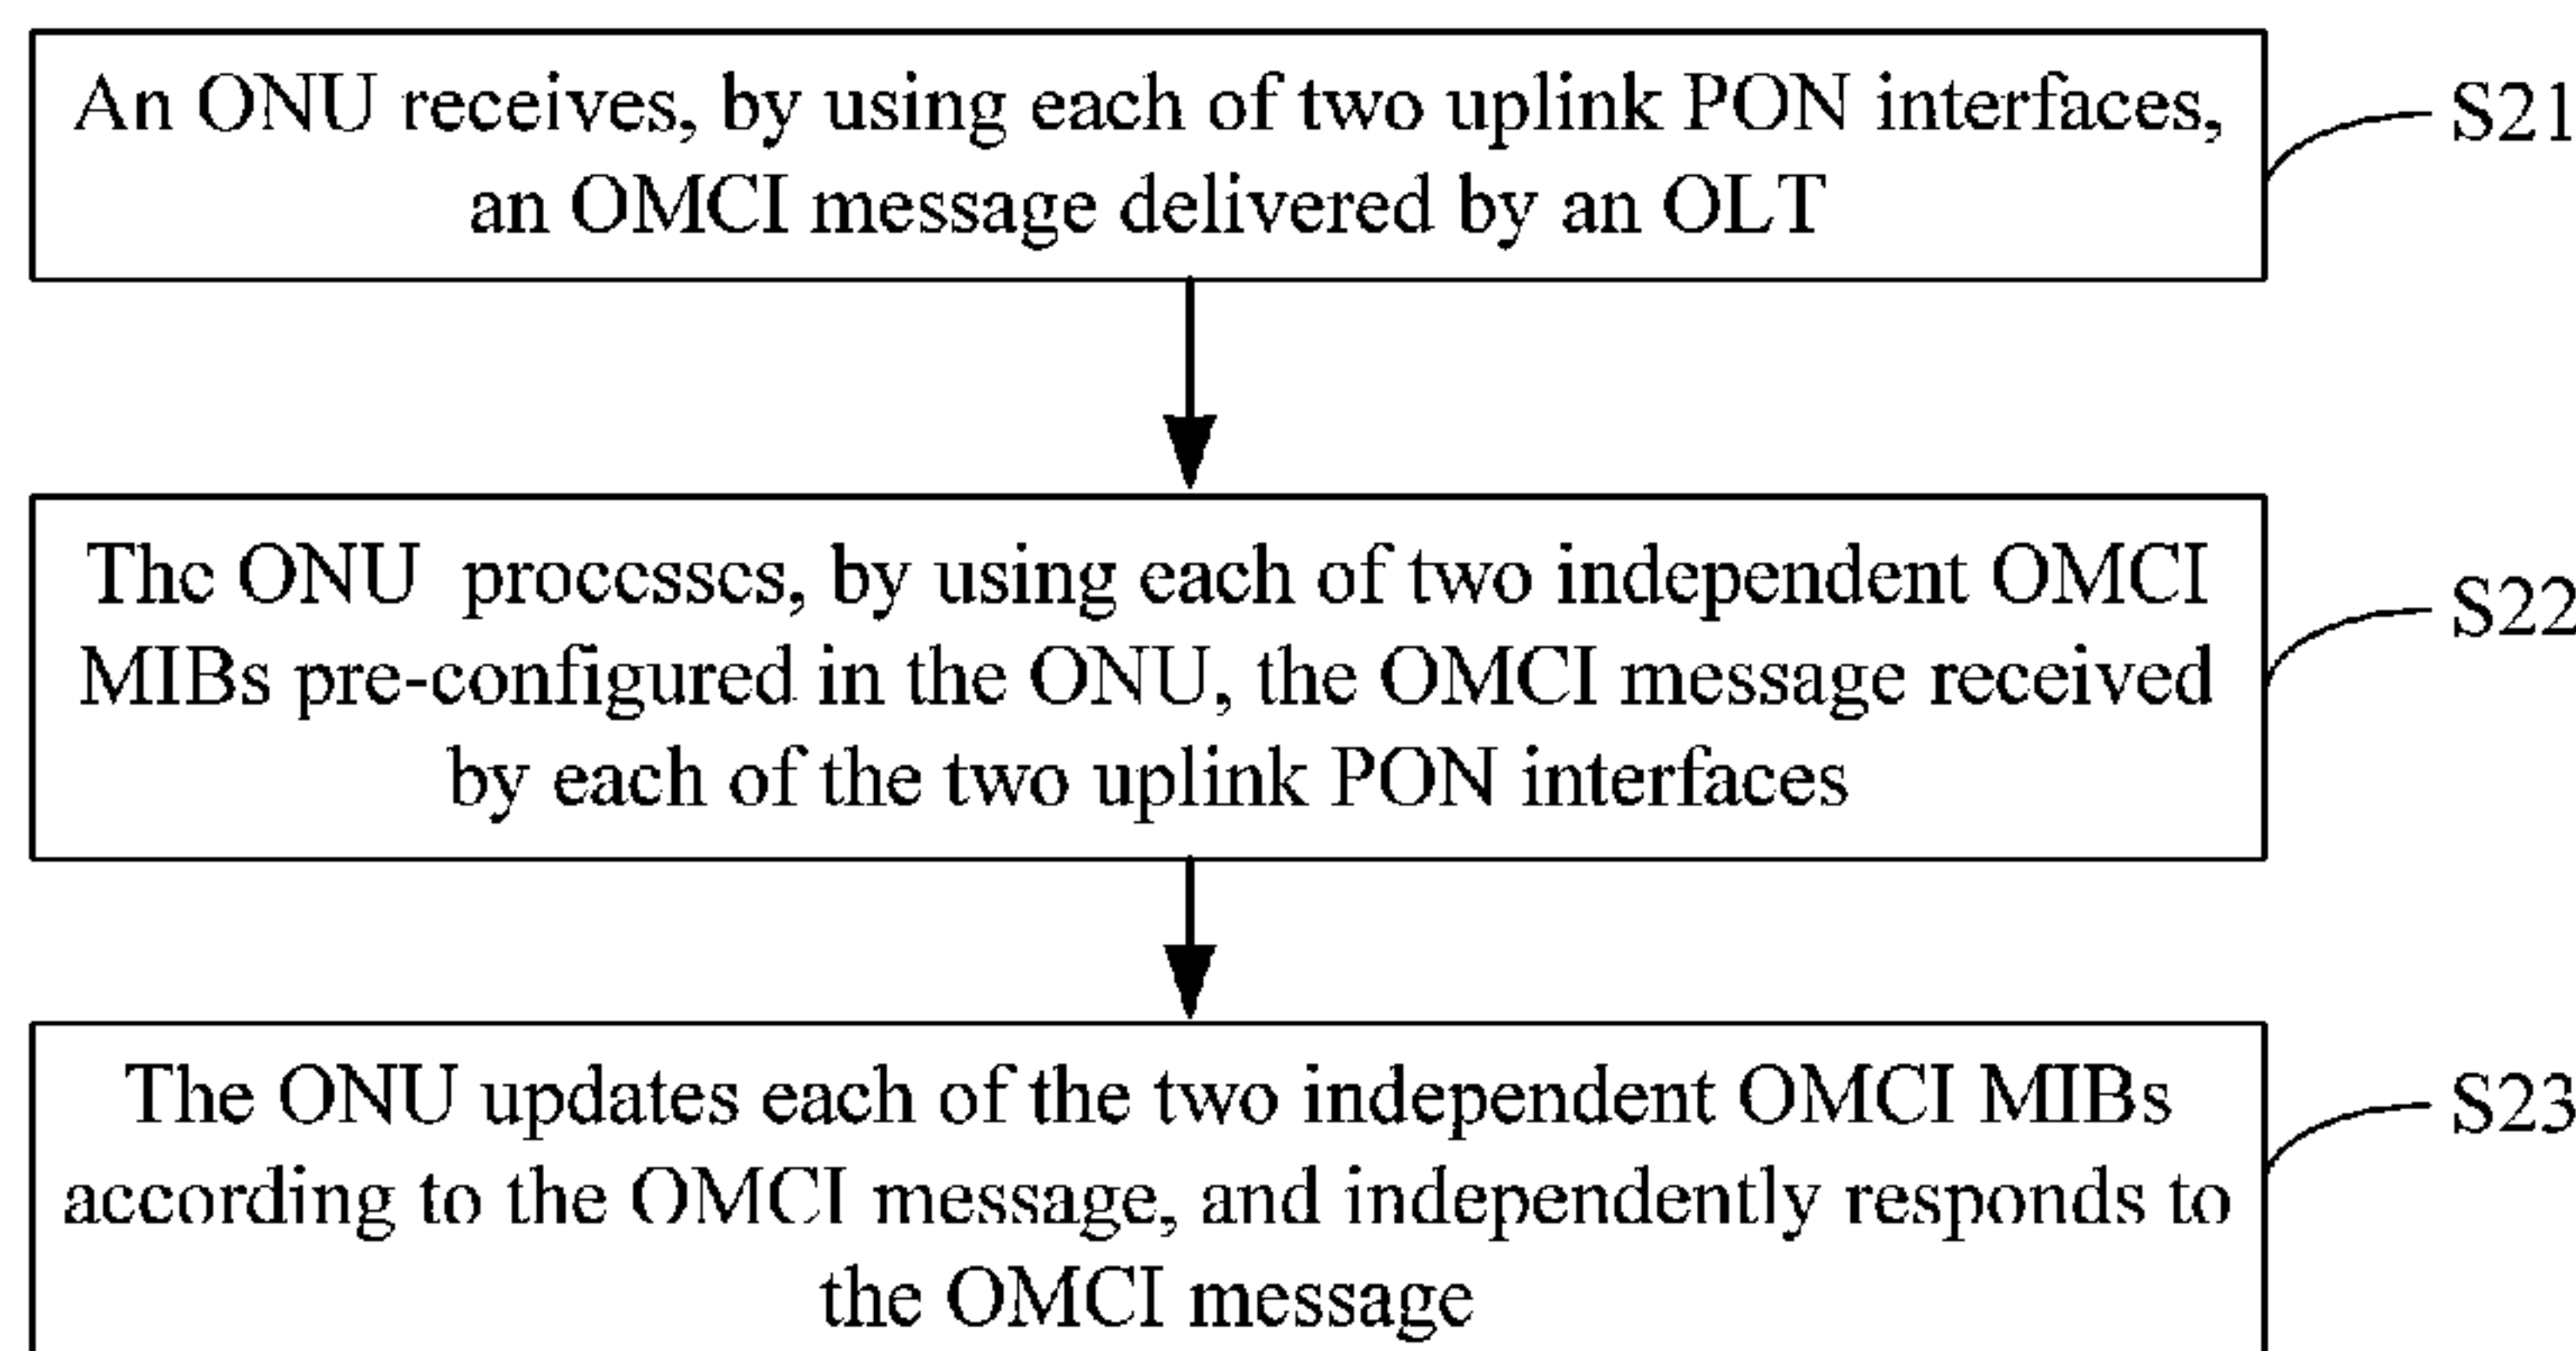 An ONU receives, by using each of two uplink PON interfaces,
an OMCI message delivered by an OLT
S21
The ONU processes, by using each of two independent OMCI
MIBs pre-configured in the ONU, the OMCI message received
by each of the two uplink PON interfaces
S22
The ONU updates each of the two independent OMCI MIBs
according to the OMCI message, and independently responds to
the OMCI message
S23